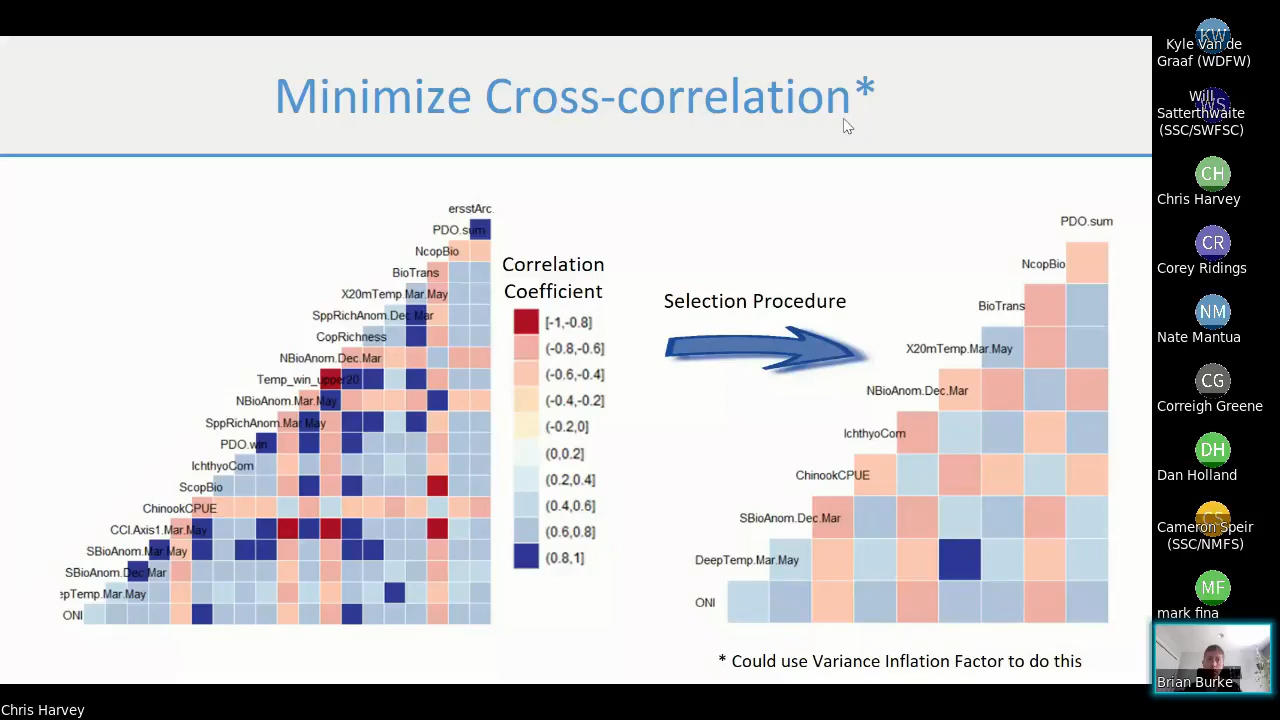 Minimize Cross-correlation*
ersstArc.
PDO.sum
NcopBio
BioTrans
X20mTemp.Mar.May
SppRichAnom.Dec.Mar
CopRichness
NBioAnom.Dec.Mar
Temp_win_upper20
NBioAnom.Mar.May
SppRichAnom.Mar.May
PDO.win
IchthyoCom
ScopBio
ChinookCPUE
CCI.Axis1.Mar.May
SBioAnom.Mar.May
SBioAnom.Dec.Mar
epTemp.Mar.May
ONI
Correlation
Coefficient
[-1,-0.8]
(-0.8,-0.6]
(-0.6,-0.4]
(-0.4,-0.2]
(-0.2,0]
(0,0.2]
(0.2,0.4]
(0.4,0.6]
(0.6,0.8]
(0.8,1]
Selection Procedure
PDO.sum
NcopBio
BioTrans
X20mTemp.Mar.May
NBioAnom.Dec.Mar
IchthyoCom
ChinookCPUE
SBioAnom.Dec.Mar
DeepTemp.Mar.May
ONI
* Could use Variance Inflation Factor to do this
KW
Kyle Van de
Graaf (WDFW)
WS
Will
Satterthwaite
(SSC/SWFSC)
CH
Chris Harvey
CR
Corey Ridings
NM
Nate Mantua
CG
Correigh Greene
DH
Dan Holland
CS
Cameron Speir
(SSC/NMFS)
MF
mark fina
Brian Burke
Chris Harvey